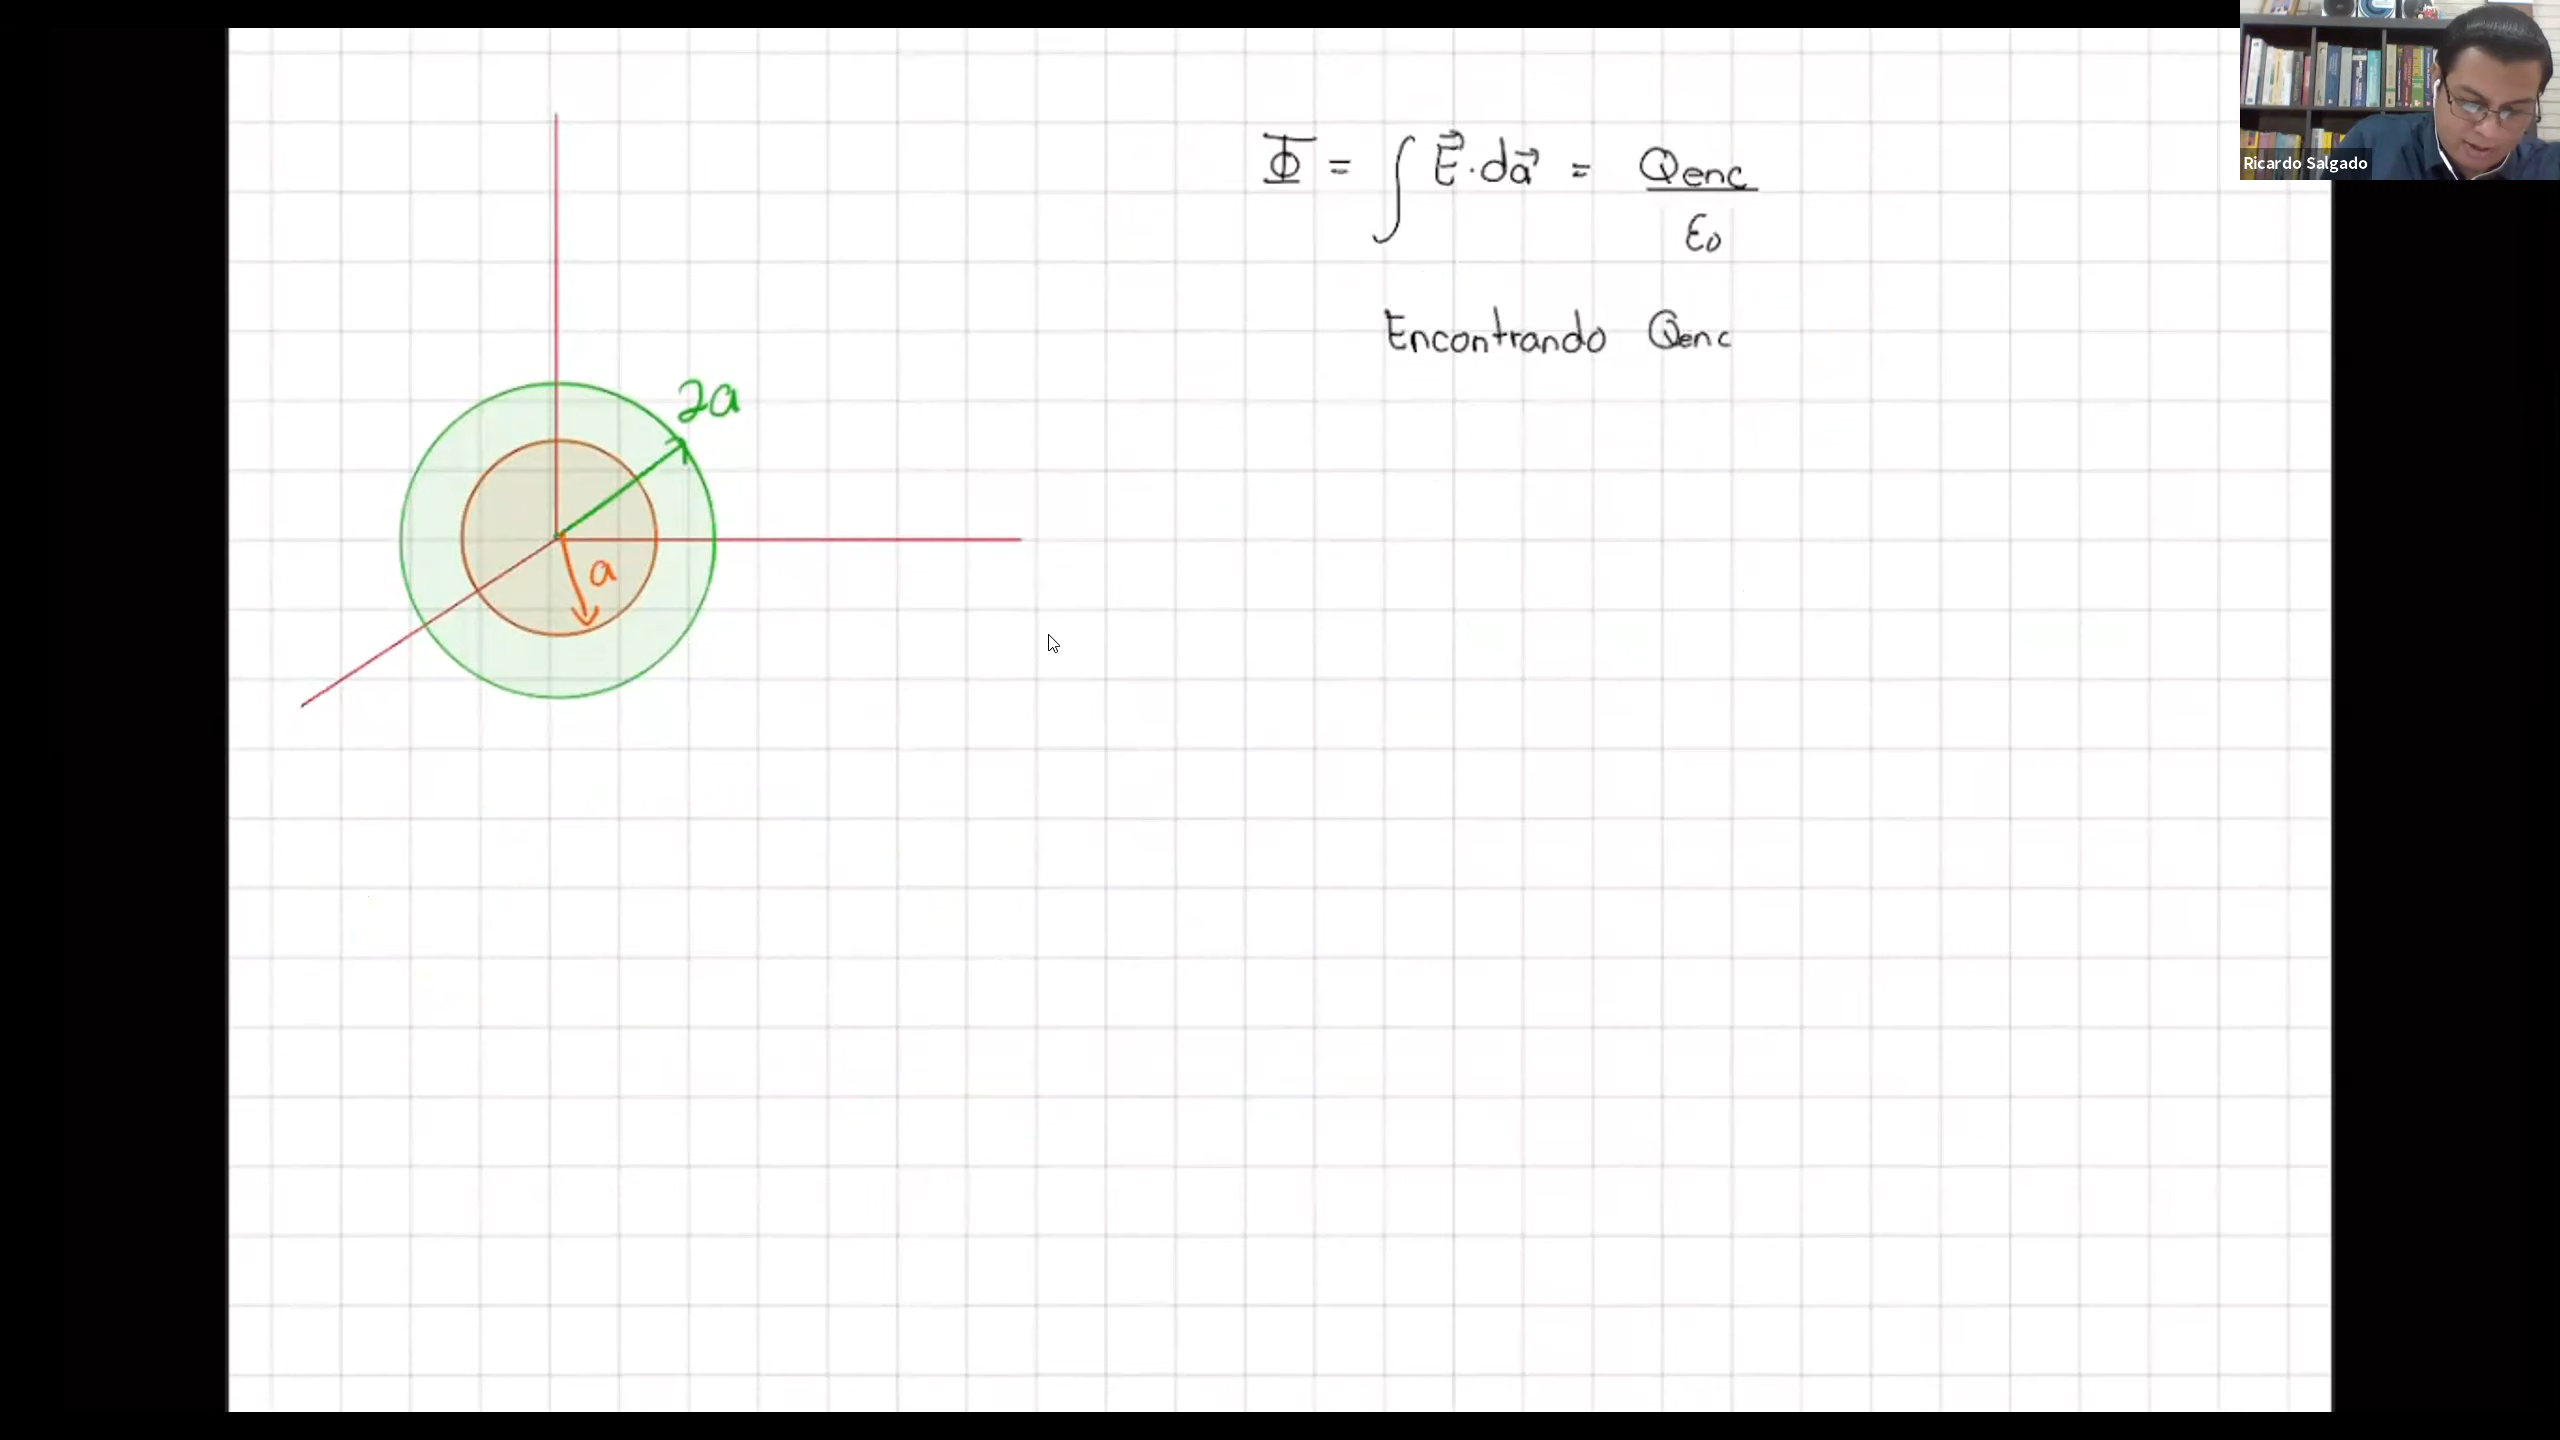 Φ = ∫ E⃗ · da⃗ = Qenc / ε0
Encontrando Qenc
2a
a
Ricardo Salgado